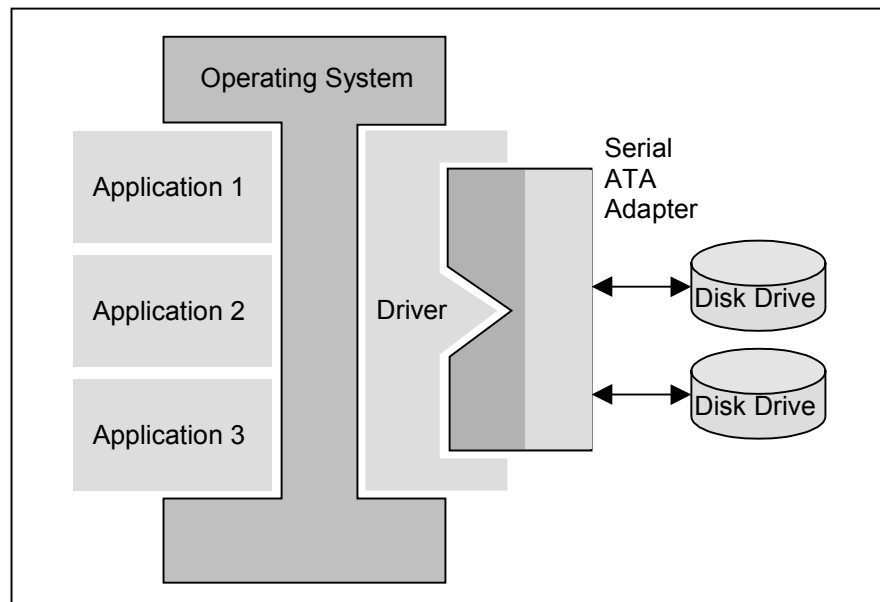 Operating System
Application 1
Application 2
Application 3
Driver
Serial
ATA
Adapter
Disk Drive
Disk Drive